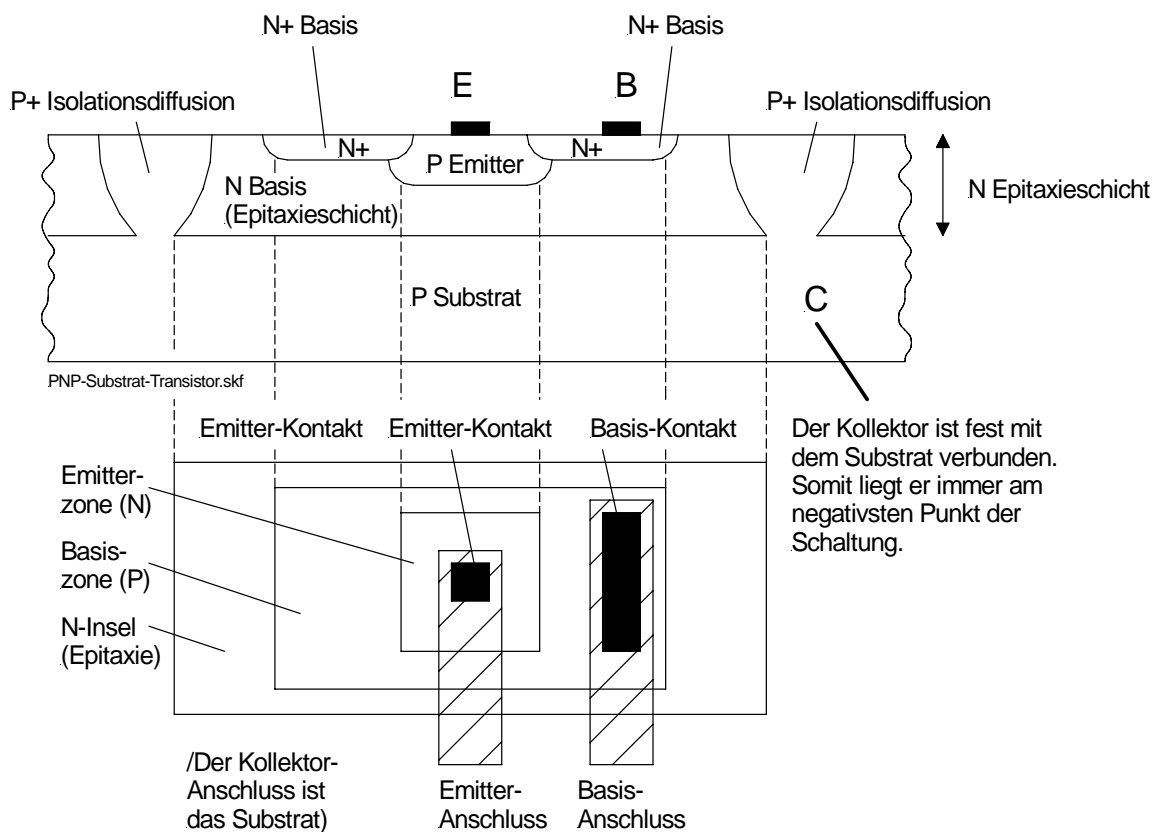 N+ Basis
N+ Basis
P+ Isolationsdiffusion
E
B
P+ Isolationsdiffusion
N+
P Emitter
N+
N Basis
(Epitaxieschicht)
N Epitaxieschicht
P Substrat
C
PNP-Substrat-Transistor.skf
Emitter-Kontakt
Emitter-Kontakt
Basis-Kontakt
Der Kollektor ist fest mit
dem Substrat verbunden.
Somit liegt er immer am
negativsten Punkt der
Schaltung.
Emitter-
zone (N)
Basis-
zone (P)
N-Insel
(Epitaxie)
/Der Kollektor-
Anschluss ist
das Substrat)
Emitter-
Anschluss
Basis-
Anschluss